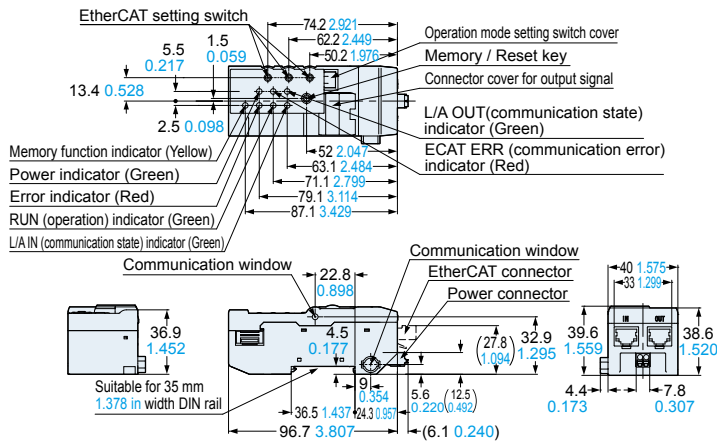 EtherCAT setting switch
74.2 2.921
62.2 2.449
50.2 1.976
Operation mode setting switch cover
Memory / Reset key
Connector cover for output signal
5.5
0.217
1.5
0.059
13.4 0.528
2.5 0.098
L/A OUT(communication state)
indicator (Green)
ECAT ERR (communication error)
indicator (Red)
Memory function indicator (Yellow)
Power indicator (Green)
Error indicator (Red)
RUN (operation) indicator (Green)
L/A IN (communication state) indicator (Green)
52 2.047
63.1 2.484
71.1 2.799
79.1 3.114
87.1 3.429
Communication window
22.8
0.898
Communication window
EtherCAT connector
Power connector
40 1.575
33 1.299
36.9
1.452
4.5
0.177
(27.8
1.094)
32.9
1.295
IN
OUT
39.6
1.559
38.6
1.520
Suitable for 35 mm
1.378 in width DIN rail
9
0.354
5.6
0.220
(12.5
0.492)
4.4
0.173
7.8
0.307
36.5 1.437
24.3 0.957
96.7 3.807
(6.1 0.240)